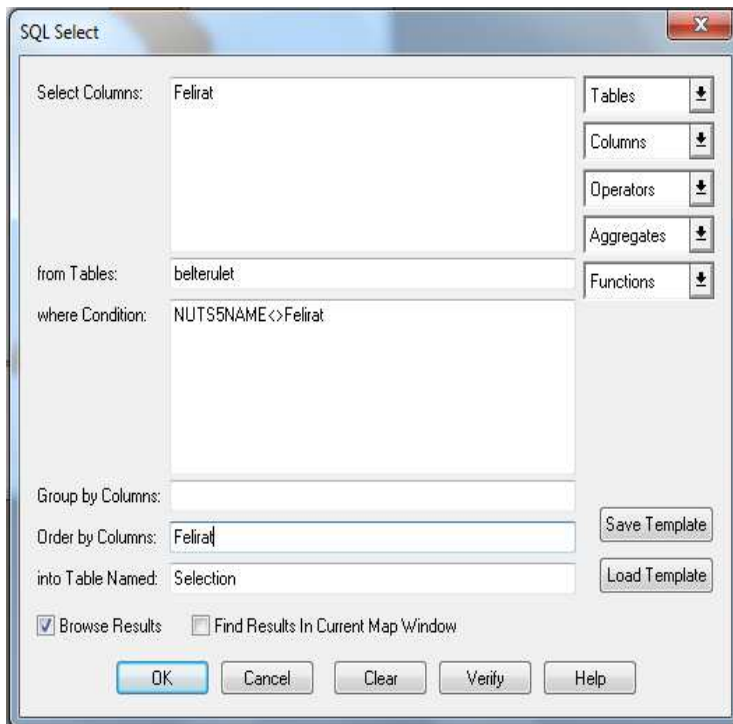 SQL Select
Select Columns:
Felirat
Tables
Columns
Operators
Aggregates
Functions
from Tables:
belterulet
where Condition:
NUTS5NAME<>Felirat
Group by Columns:
Order by Columns:
Felirat
into Table Named:
Selection
Save Template
Load Template
Browse Results
Find Results In Current Map Window
OK
Cancel
Clear
Verify
Help